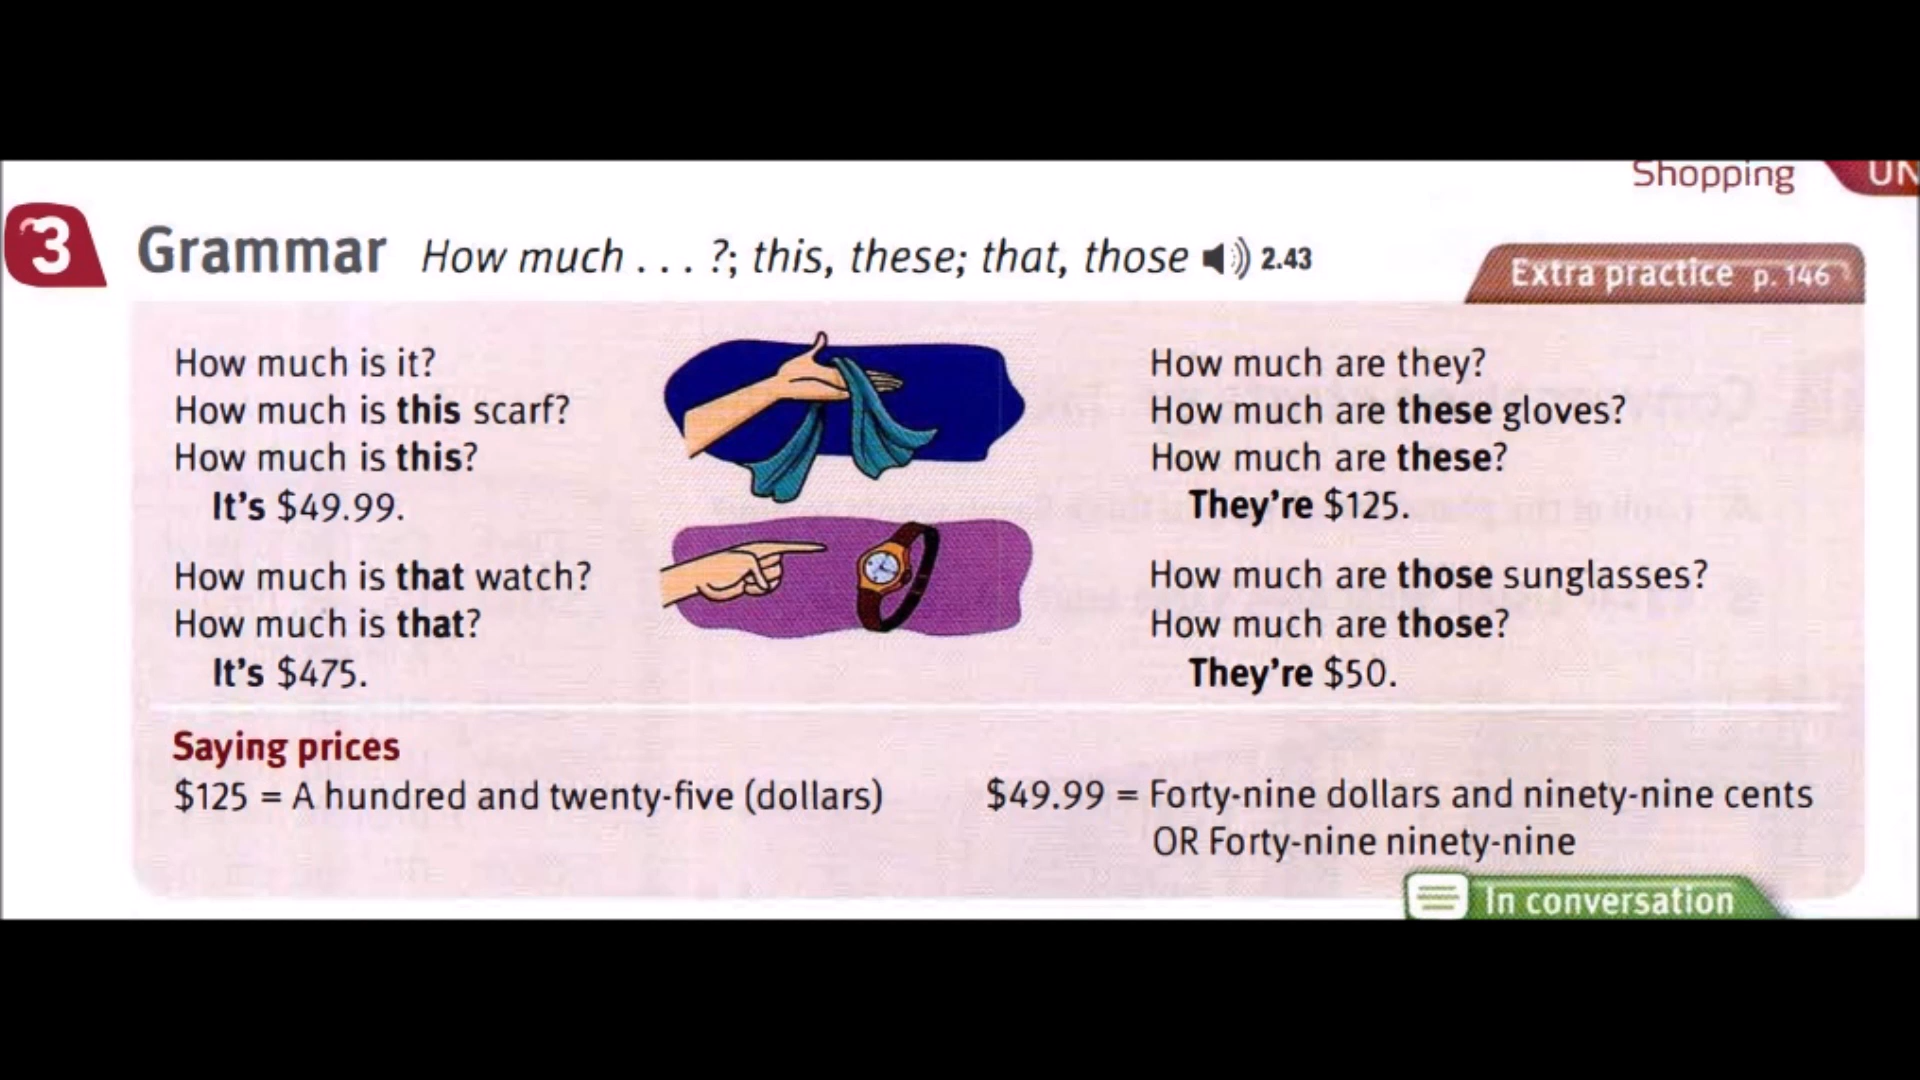 Shopping
UN
3
Grammar How much . . . ?; this, these; that, those 2.43
Extra practice p. 146
How much is it?
How much is this scarf?
How much is this?
It's $49.99.
How much is that watch?
How much is that?
It's $475.
How much are they?
How much are these gloves?
How much are these?
They're $125.
How much are those sunglasses?
How much are those?
They're $50.
Saying prices
$125 = A hundred and twenty-five (dollars)
$49.99 = Forty-nine dollars and ninety-nine cents
OR Forty-nine ninety-nine
In conversation